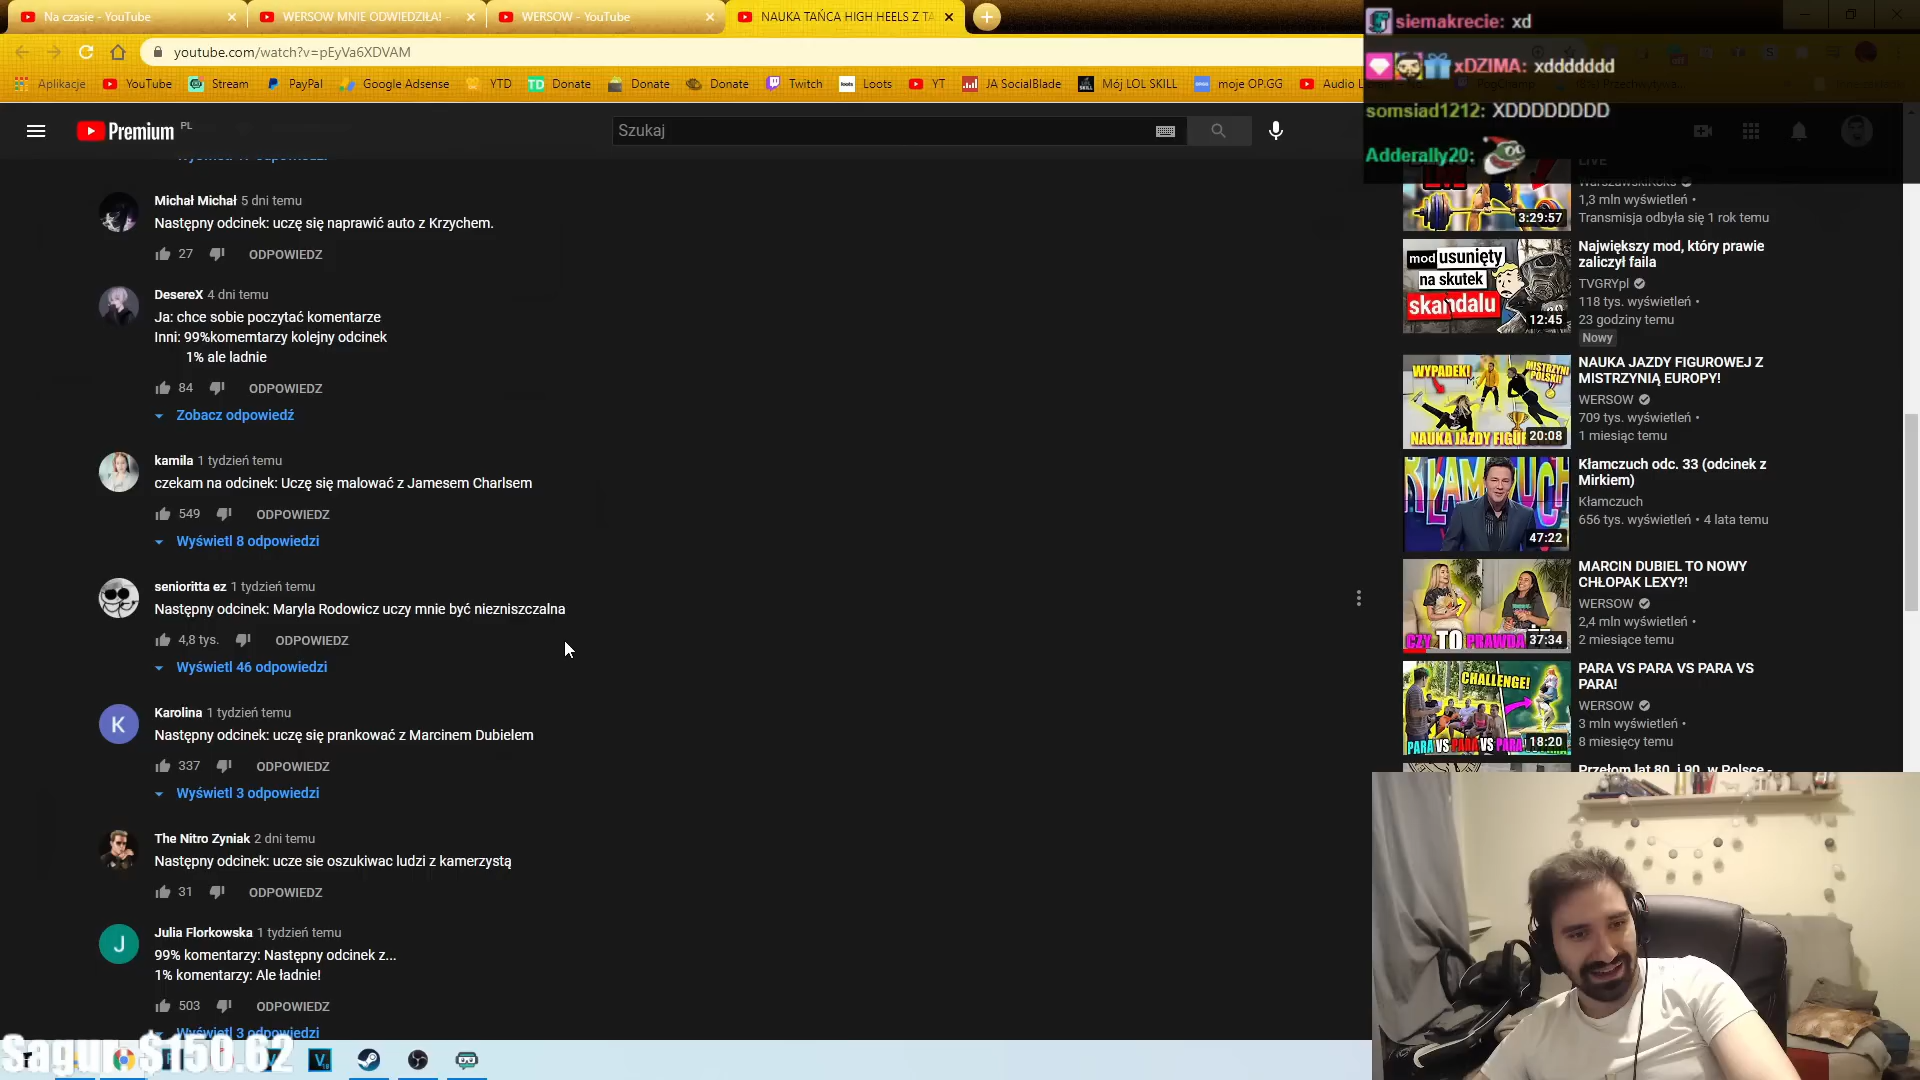 Na czasie - YouTube
WERSOW MNIE ODWIEDZIŁA! -
WERSOW - YouTube
NAUKA TAŃCA HIGH HEELS Z TA
youtube.com/watch?v=pEyVa6XDVAM
Aplikacje YouTube Stream PayPal Google Adsense YTD Donate Donate Donate Twitch Loots YT JA SocialBlade Mój LOL SKILL moje OP.GG Audio
siemakrecie: xd
xDZIMA: xddddddd
somsiad1212: XDDDDDDDD
Adderally20:
Premium PL
Szukaj
Michał Michał 5 dni temu
Następny odcinek: uczę się naprawić auto z Krzychem.
27 ODPOWIEDZ
DesereX 4 dni temu
Ja: chce sobie poczytać komentarze
Inni: 99%komemtarzy kolejny odcinek
1% ale ladnie
84 ODPOWIEDZ
Zobacz odpowiedź
kamila 1 tydzień temu
czekam na odcinek: Uczę się malować z Jamesem Charlsem
549 ODPOWIEDZ
Wyświetl 8 odpowiedzi
senioritta ez 1 tydzień temu
Następny odcinek: Maryla Rodowicz uczy mnie być niezniszczalna
4,8 tys. ODPOWIEDZ
Wyświetl 46 odpowiedzi
Karolina 1 tydzień temu
Następny odcinek: uczę się prankować z Marcinem Dubielem
337 ODPOWIEDZ
Wyświetl 3 odpowiedzi
The Nitro Zyniak 2 dni temu
Następny odcinek: ucze sie oszukiwac ludzi z kamerzystą
31 ODPOWIEDZ
J
Julia Florkowska 1 tydzień temu
99% komentarzy: Następny odcinek z...
1% komentarzy: Ale ładnie!
503 ODPOWIEDZ
Wyświetl 3 odpowiedzi
K
LIVE
WarszawskiKoks
1,3 mln wyświetleń •
Transmisja odbyła się 1 rok temu
3:29:57
mod usunięty
na skutek
skandalu
12:45
Największy mod, który prawie
zaliczył faila
TVGRYpl
118 tys. wyświetleń •
23 godziny temu
Nowy
WYPADEK!
MISTRZYNI
POLSKI!
NAUKA JAZDY FIGU
20:08
NAUKA JAZDY FIGUROWEJ Z
MISTRZYNIĄ EUROPY!
WERSOW
709 tys. wyświetleń •
1 miesiąc temu
47:22
Kłamczuch odc. 33 (odcinek z
Mirkiem)
Kłamczuch
656 tys. wyświetleń • 4 lata temu
CZY TO PRAWDA
37:34
MARCIN DUBIEL TO NOWY
CHŁOPAK LEXY?!
WERSOW
2,4 mln wyświetleń •
2 miesiące temu
CHALLENGE!
PARA VS PARA VS PARA
18:20
PARA VS PARA VS PARA VS
PARA!
WERSOW
3 mln wyświetleń •
8 miesięcy temu
Przełom lat 80. i 90. w Polsce -
Sagur $150.62